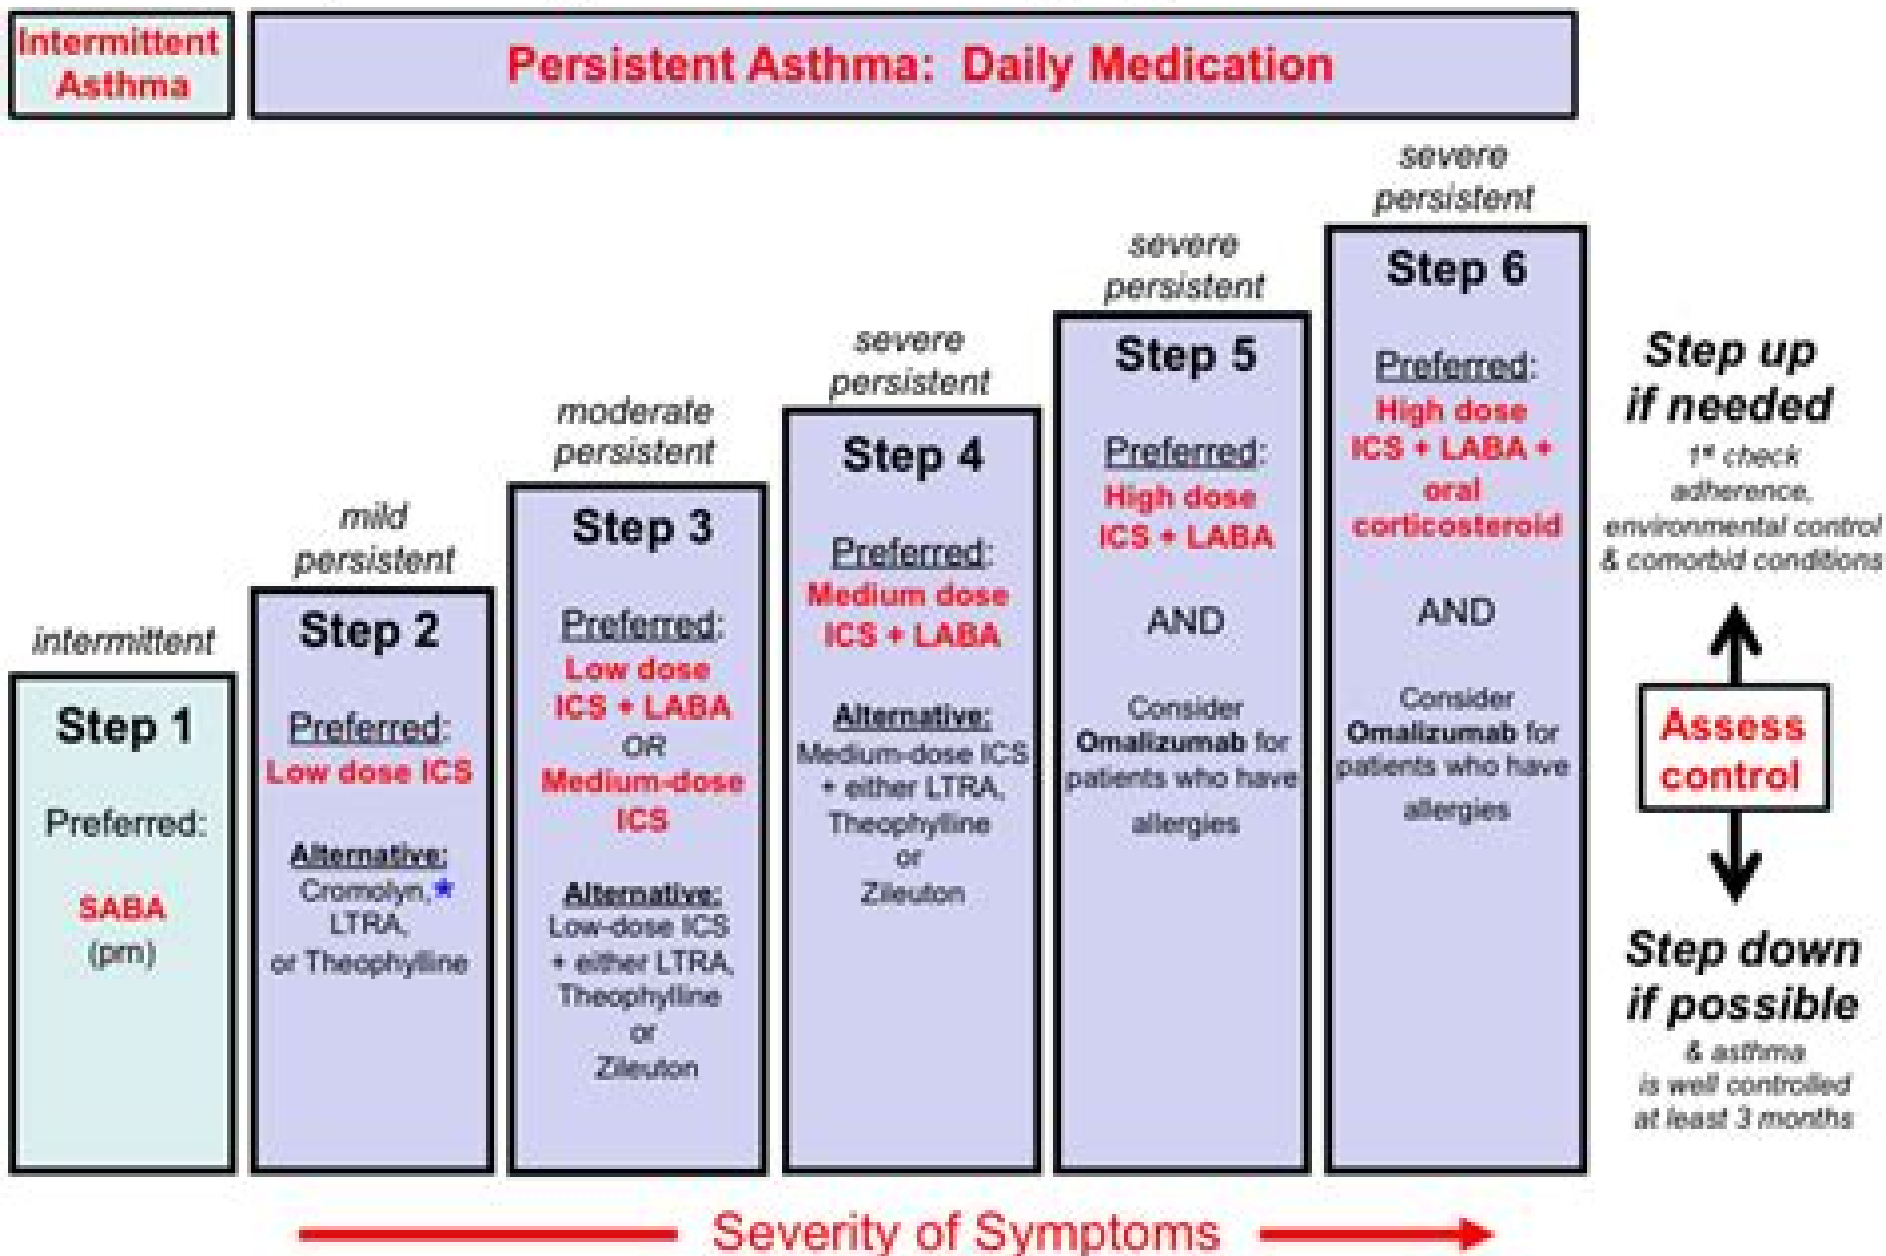 Intermittent
Asthma
Persistent Asthma: Daily Medication
intermittent
Step 1
Preferred:
SABA
(prn)
mild
persistent
Step 2
Preferred:
Low dose ICS
Alternative:
Cromolyn,*
LTRA,
or Theophylline
moderate
persistent
Step 3
Preferred:
Low dose
ICS + LABA
OR
Medium-dose
ICS
Alternative:
Low-dose ICS
+ either LTRA,
Theophylline
or
Zileuton
severe
persistent
Step 4
Preferred:
Medium dose
ICS + LABA
Alternative:
Medium-dose ICS
+ either LTRA,
Theophylline
or
Zileuton
severe
persistent
Step 5
Preferred:
High dose
ICS + LABA
AND
Consider
Omalizumab for
patients who have
allergies
severe
persistent
Step 6
Preferred:
High dose
ICS + LABA +
oral
corticosteroid
AND
Consider
Omalizumab for
patients who have
allergies
Step up
if needed
1st check
adherence,
environmental control
& comorbid conditions
Assess
control
Step down
if possible
& asthma
is well controlled
at least 3 months
Severity of Symptoms